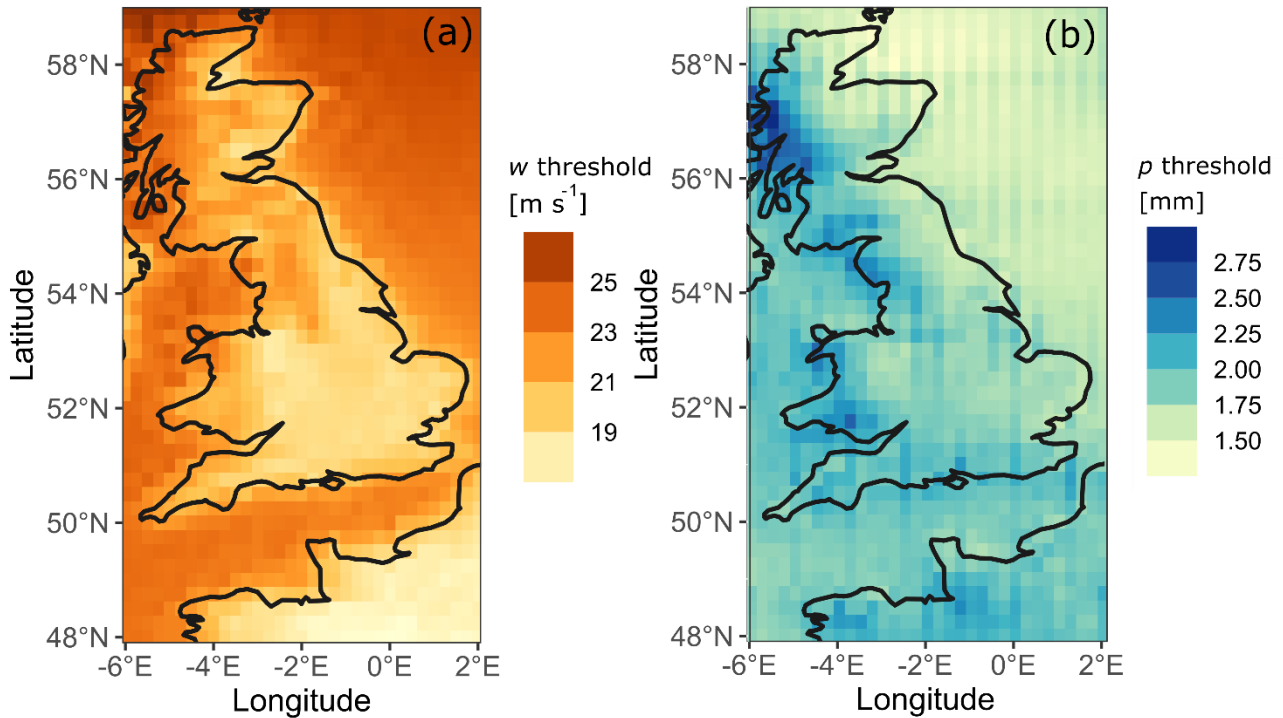 (a)
58°N
56°N
54°N
52°N
50°N
48°N
Latitude
-6°E
-4°E
-2°E
0°E
2°E
Longitude
w threshold
[m s⁻¹]
25
23
21
19
(b)
58°N
56°N
54°N
52°N
50°N
48°N
Latitude
-6°E
-4°E
-2°E
0°E
2°E
Longitude
p threshold
[mm]
2.75
2.50
2.25
2.00
1.75
1.50